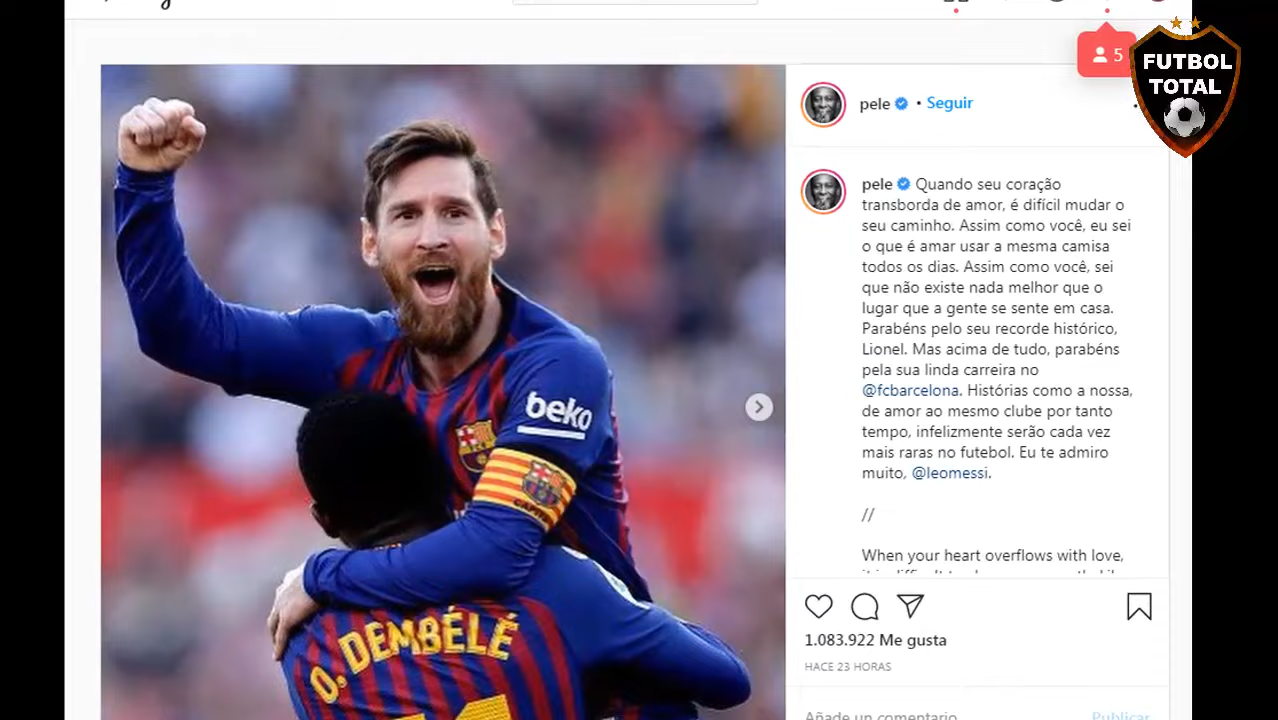 5
FUTBOL
TOTAL
pele • Seguir
pele Quando seu coração
transborda de amor, é difícil mudar o
seu caminho. Assim como você, eu sei
o que é amar usar a mesma camisa
todos os dias. Assim como você, sei
que não existe nada melhor que o
lugar que a gente se sente em casa.
Parabéns pelo seu recorde histórico,
Lionel. Mas acima de tudo, parabéns
pela sua linda carreira no
@fcbarcelona. Histórias como a nossa,
de amor ao mesmo clube por tanto
tempo, infelizmente serão cada vez
mais raras no futebol. Eu te admiro
muito, @leomessi.
//
When your heart overflows with love,
1.083.922 Me gusta
HACE 23 HORAS
Añade un comentario
Publicar
beko
O. DEMBÉLÉ